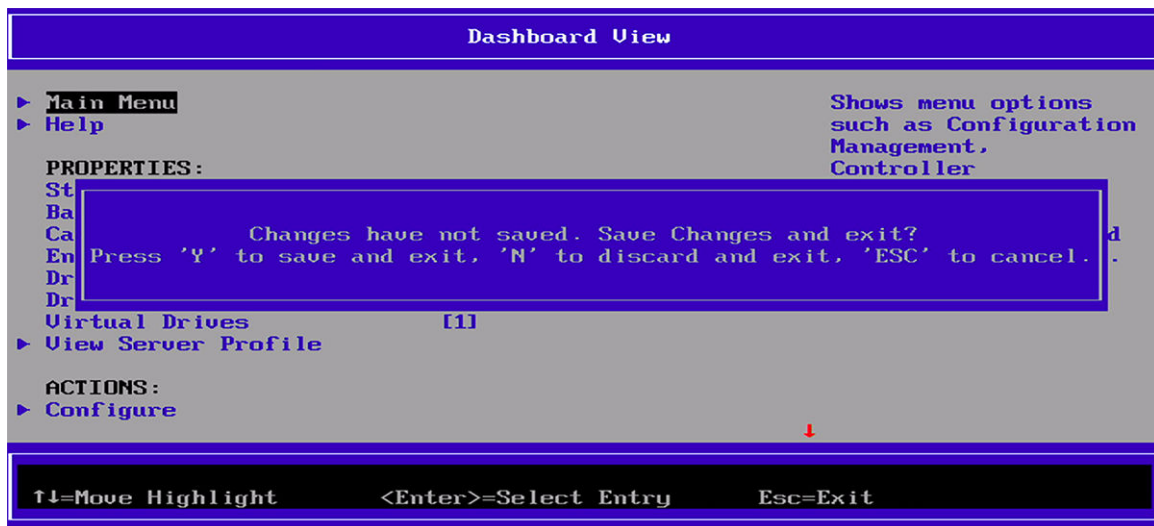 Dashboard View
Main Menu
Help
Shows menu options
such as Configuration
Management,
Controller
PROPERTIES:
St
Ba
Ca
En
Dr
Dr
d
.
Changes have not saved. Save Changes and exit?
Press 'Y' to save and exit, 'N' to discard and exit, 'ESC' to cancel.
Virtual Drives [1]
View Server Profile
ACTIONS:
Configure
↓
↑↓=Move Highlight <Enter>=Select Entry Esc=Exit